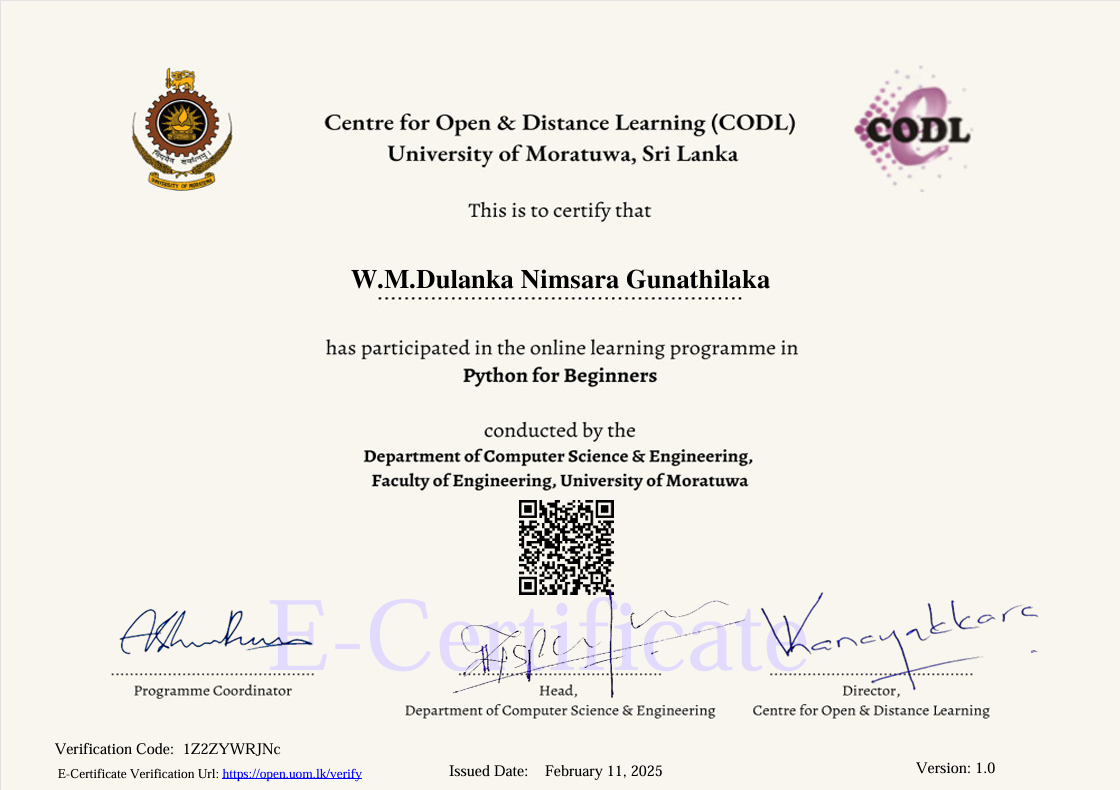 Centre for Open & Distance Learning (CODL)
University of Moratuwa, Sri Lanka
UNIVERSITY OF MORATUWA
CODL
This is to certify that
W.M.Dulanka Nimsara Gunathilaka
has participated in the online learning programme in
Python for Beginners
conducted by the
Department of Computer Science & Engineering,
Faculty of Engineering, University of Moratuwa
E-Certificate
Programme Coordinator
Head,
Department of Computer Science & Engineering
Director,
Centre for Open & Distance Learning
Verification Code: 1Z2ZYWRJNc
E-Certificate Verification Url: https://open.uom.lk/verify
Issued Date: February 11, 2025
Version: 1.0